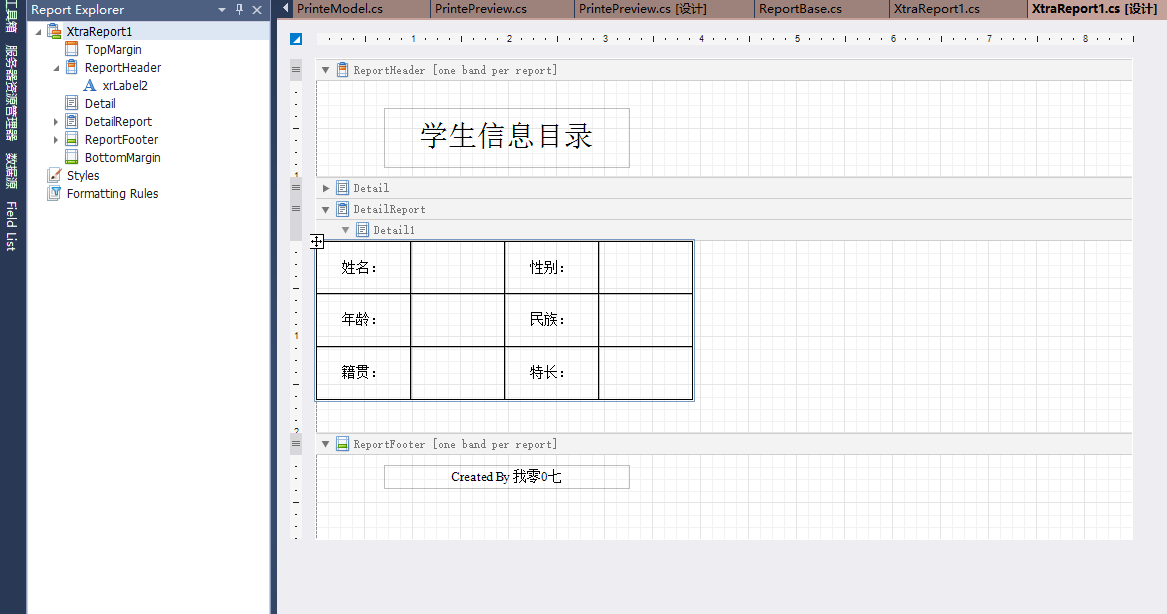 Report Explorer
PrinteModel.cs PrintePreview.cs PrintePreview.cs [设计] ReportBase.cs XtraReport1.cs XtraReport1.cs [设计]
工具箱
服务器资源管理器
数据源
Field List
XtraReport1
TopMargin
ReportHeader
xrLabel2
Detail
DetailReport
ReportFooter
BottomMargin
Styles
Formatting Rules
1 2 3 4 5 6 7 8
ReportHeader [one band per report]
学生信息目录
1
Detail
DetailReport
Detail1
姓名： 性别：
年龄： 民族：
1
籍贯： 特长：
2
ReportFooter [one band per report]
Created By 我零0七